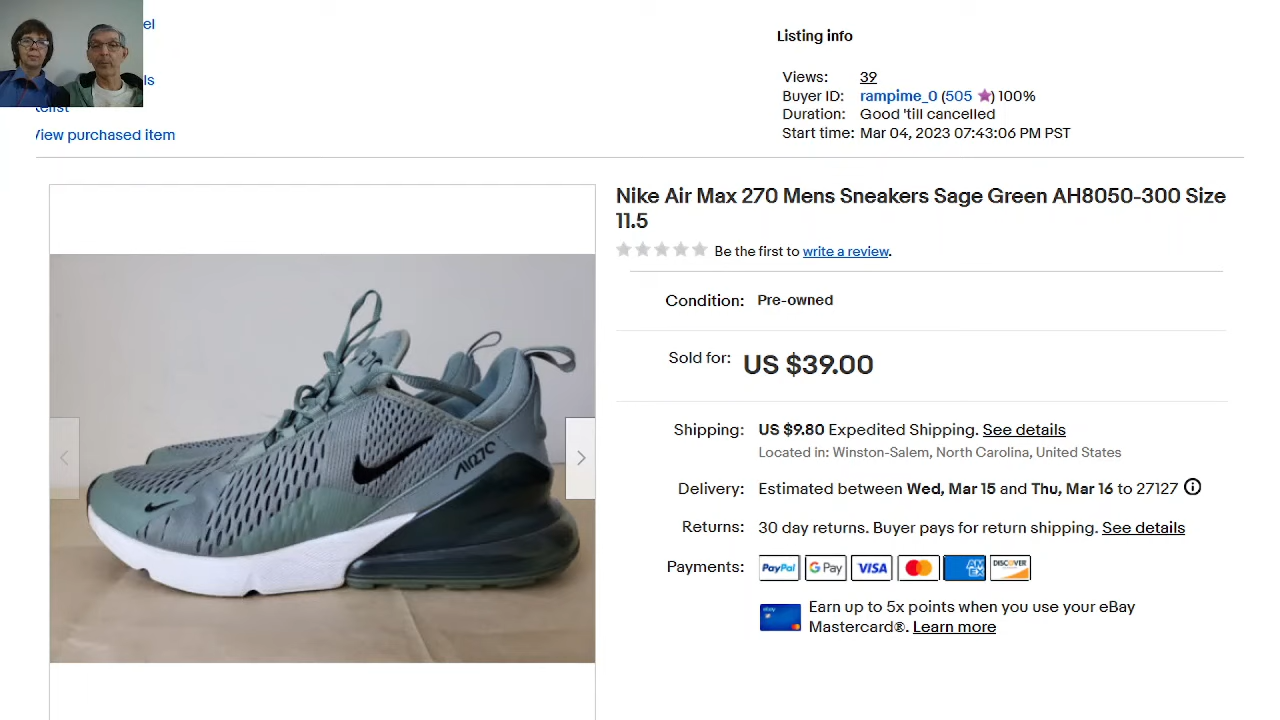 el
ls
View purchased item
Listing info
Views: 39
Buyer ID: rampime_0 (505 ) 100%
Duration: Good 'till cancelled
Start time: Mar 04, 2023 07:43:06 PM PST
Nike Air Max 270 Mens Sneakers Sage Green AH8050-300 Size
11.5
Be the first to write a review.
Condition: Pre-owned
Sold for: US $39.00
Shipping: US $9.80 Expedited Shipping. See details
Located in: Winston-Salem, North Carolina, United States
Delivery: Estimated between Wed, Mar 15 and Thu, Mar 16 to 27127
Returns: 30 day returns. Buyer pays for return shipping. See details
Payments: PayPal G Pay VISA AM EX DISCOVER
ebay
Earn up to 5x points when you use your eBay
Mastercard®. Learn more
AIR270